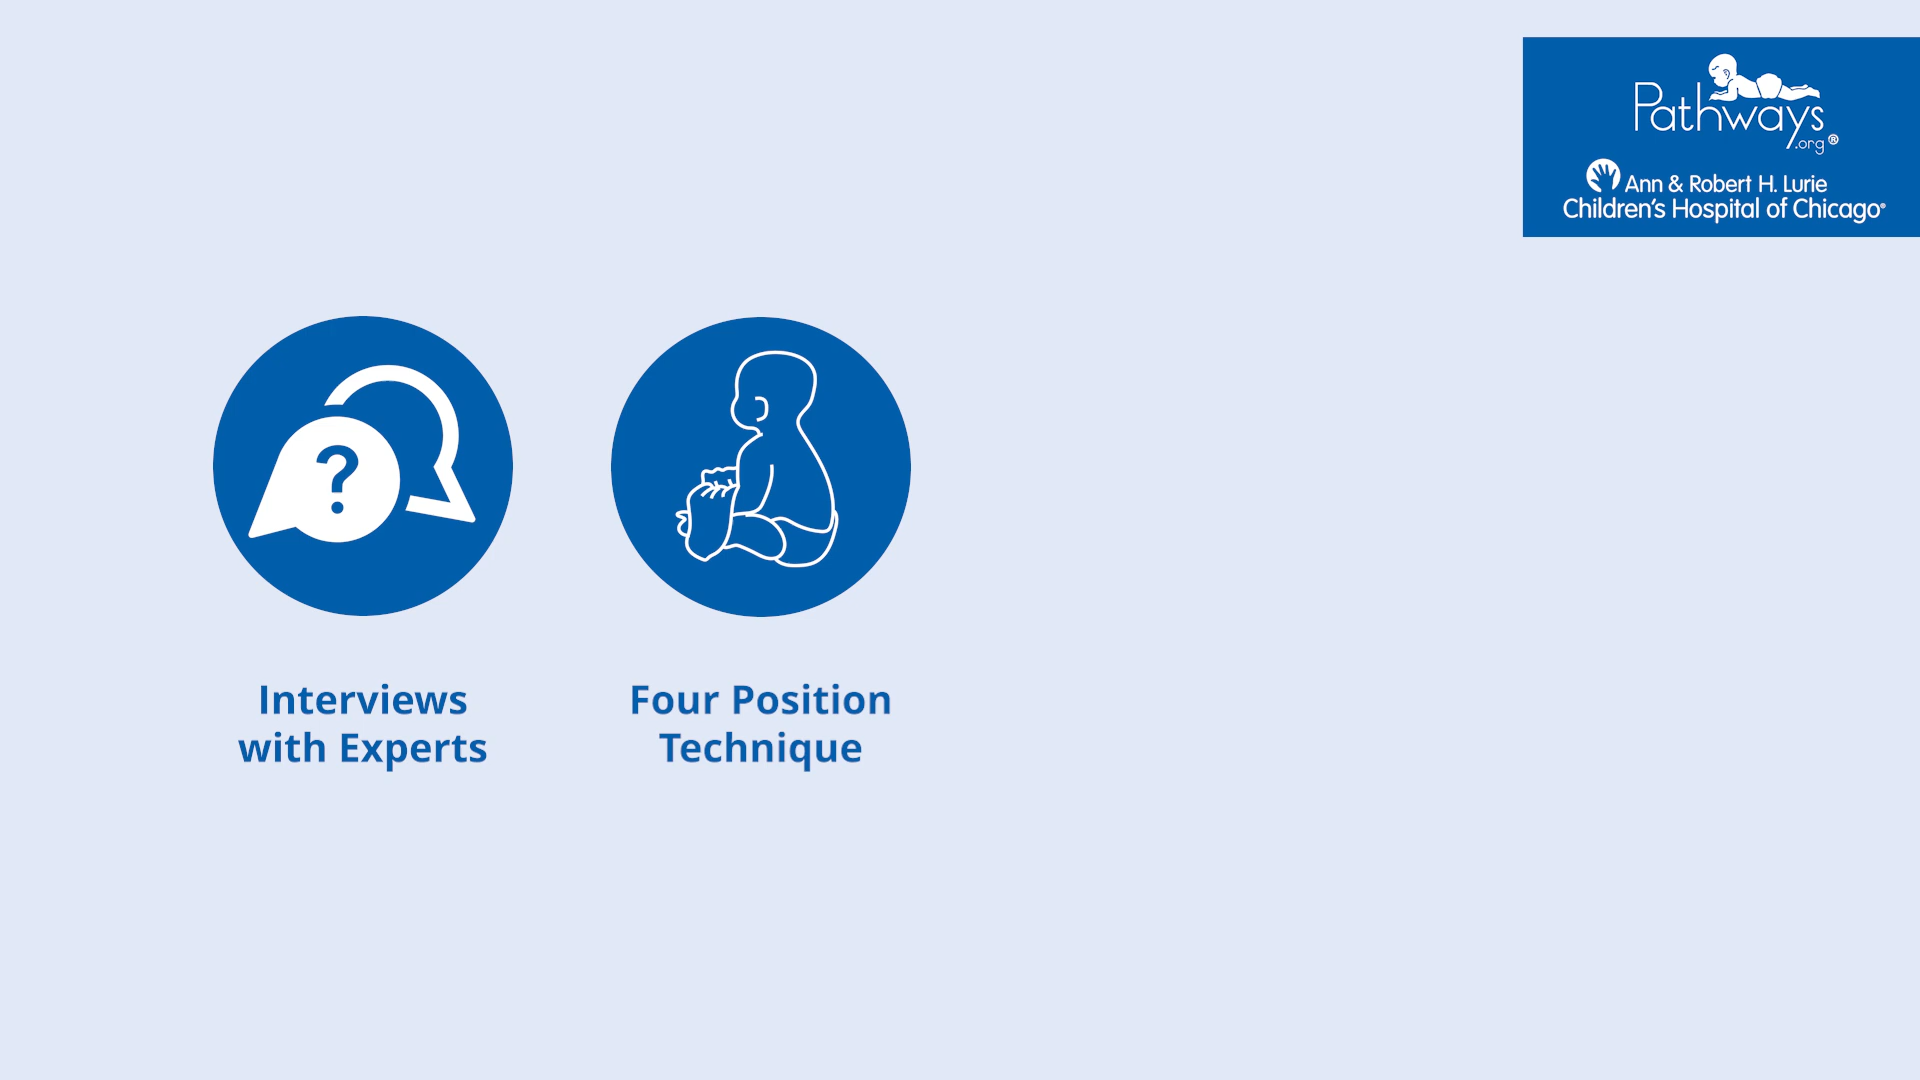 Pathways
.org®
Ann & Robert H. Lurie
Children's Hospital of Chicago®
?
Interviews
with Experts
Four Position
Technique